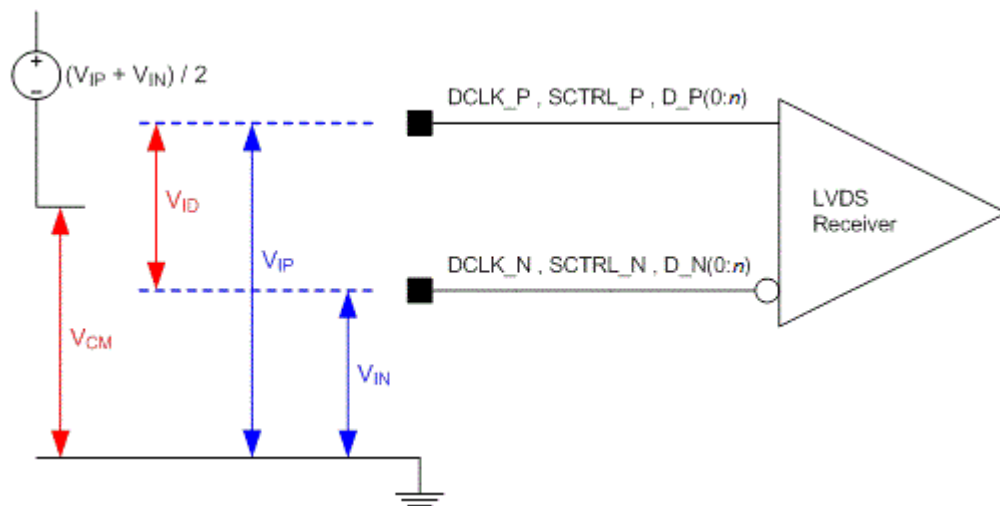 (VIP + VIN) / 2
DCLK_P , SCTRL_P , D_P(0:n)
VID
LVDS
Receiver
VIP
DCLK_N , SCTRL_N , D_N(0:n)
VCM
VIN